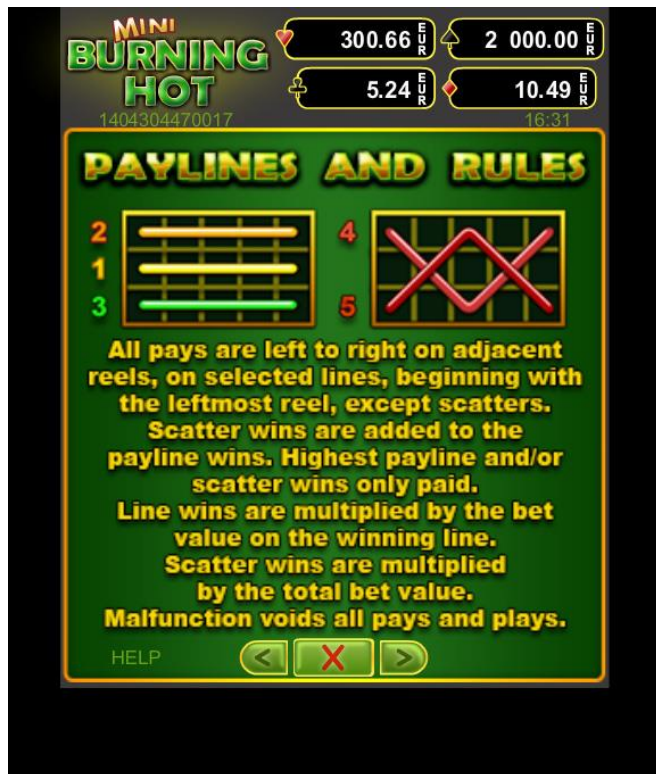 MINI
BURNING
HOT
300.66 EUR
2 000.00 EUR
5.24 EUR
10.49 EUR
1404304470017
16:31
PAYLINES AND RULES
2
1
3
4
5
All pays are left to right on adjacent
reels, on selected lines, beginning with
the leftmost reel, except scatters.
Scatter wins are added to the
payline wins. Highest payline and/or
scatter wins only paid.
Line wins are multiplied by the bet
value on the winning line.
Scatter wins are multiplied
by the total bet value.
Malfunction voids all pays and plays.
HELP
<
X
>